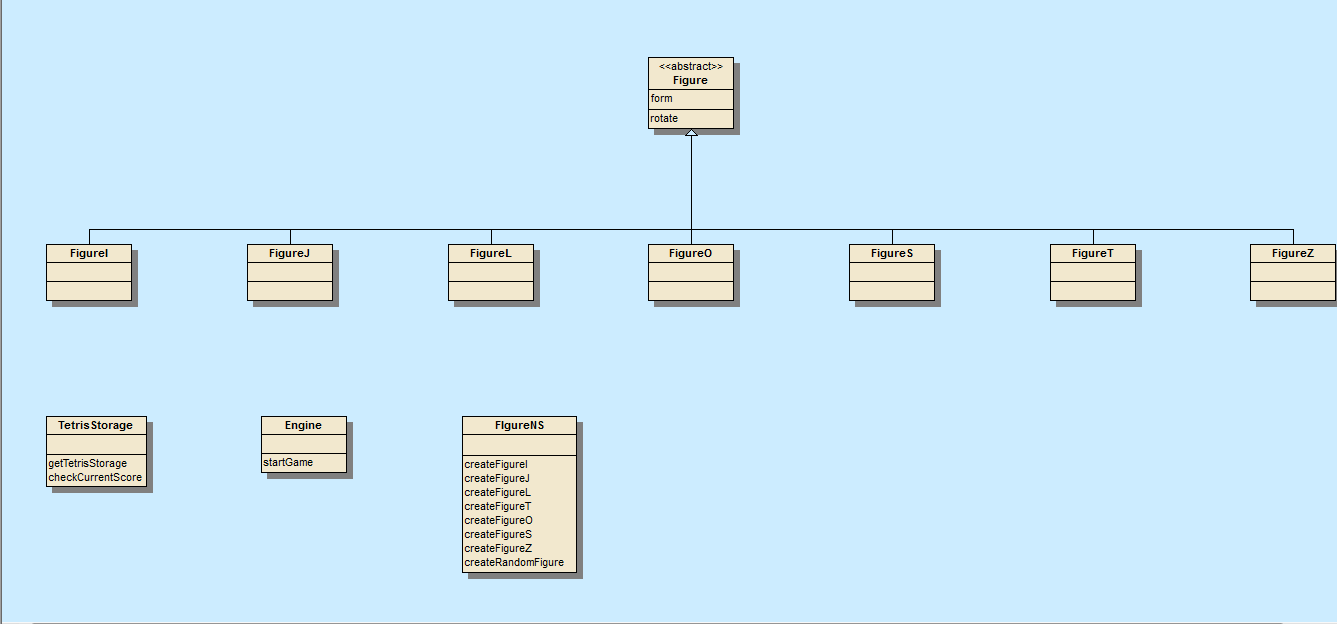 <<abstract>>
Figure
form
rotate
FigureI
FigureJ
FigureL
FigureO
FigureS
FigureT
FigureZ
TetrisStorage
getTetrisStorage
checkCurrentScore
Engine
startGame
FIgureNS
createFigureI
createFigureJ
createFigureL
createFigureT
createFigureO
createFigureS
createFigureZ
createRandomFigure